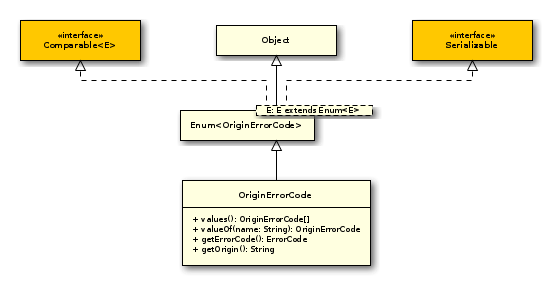 «interface»
Comparable<E>
Object
«interface»
Serializable
E: E extends Enum<E>
Enum<OriginErrorCode>
OriginErrorCode
+ values(): OriginErrorCode[]
+ valueOf(name: String): OriginErrorCode
+ getErrorCode(): ErrorCode
+ getOrigin(): String